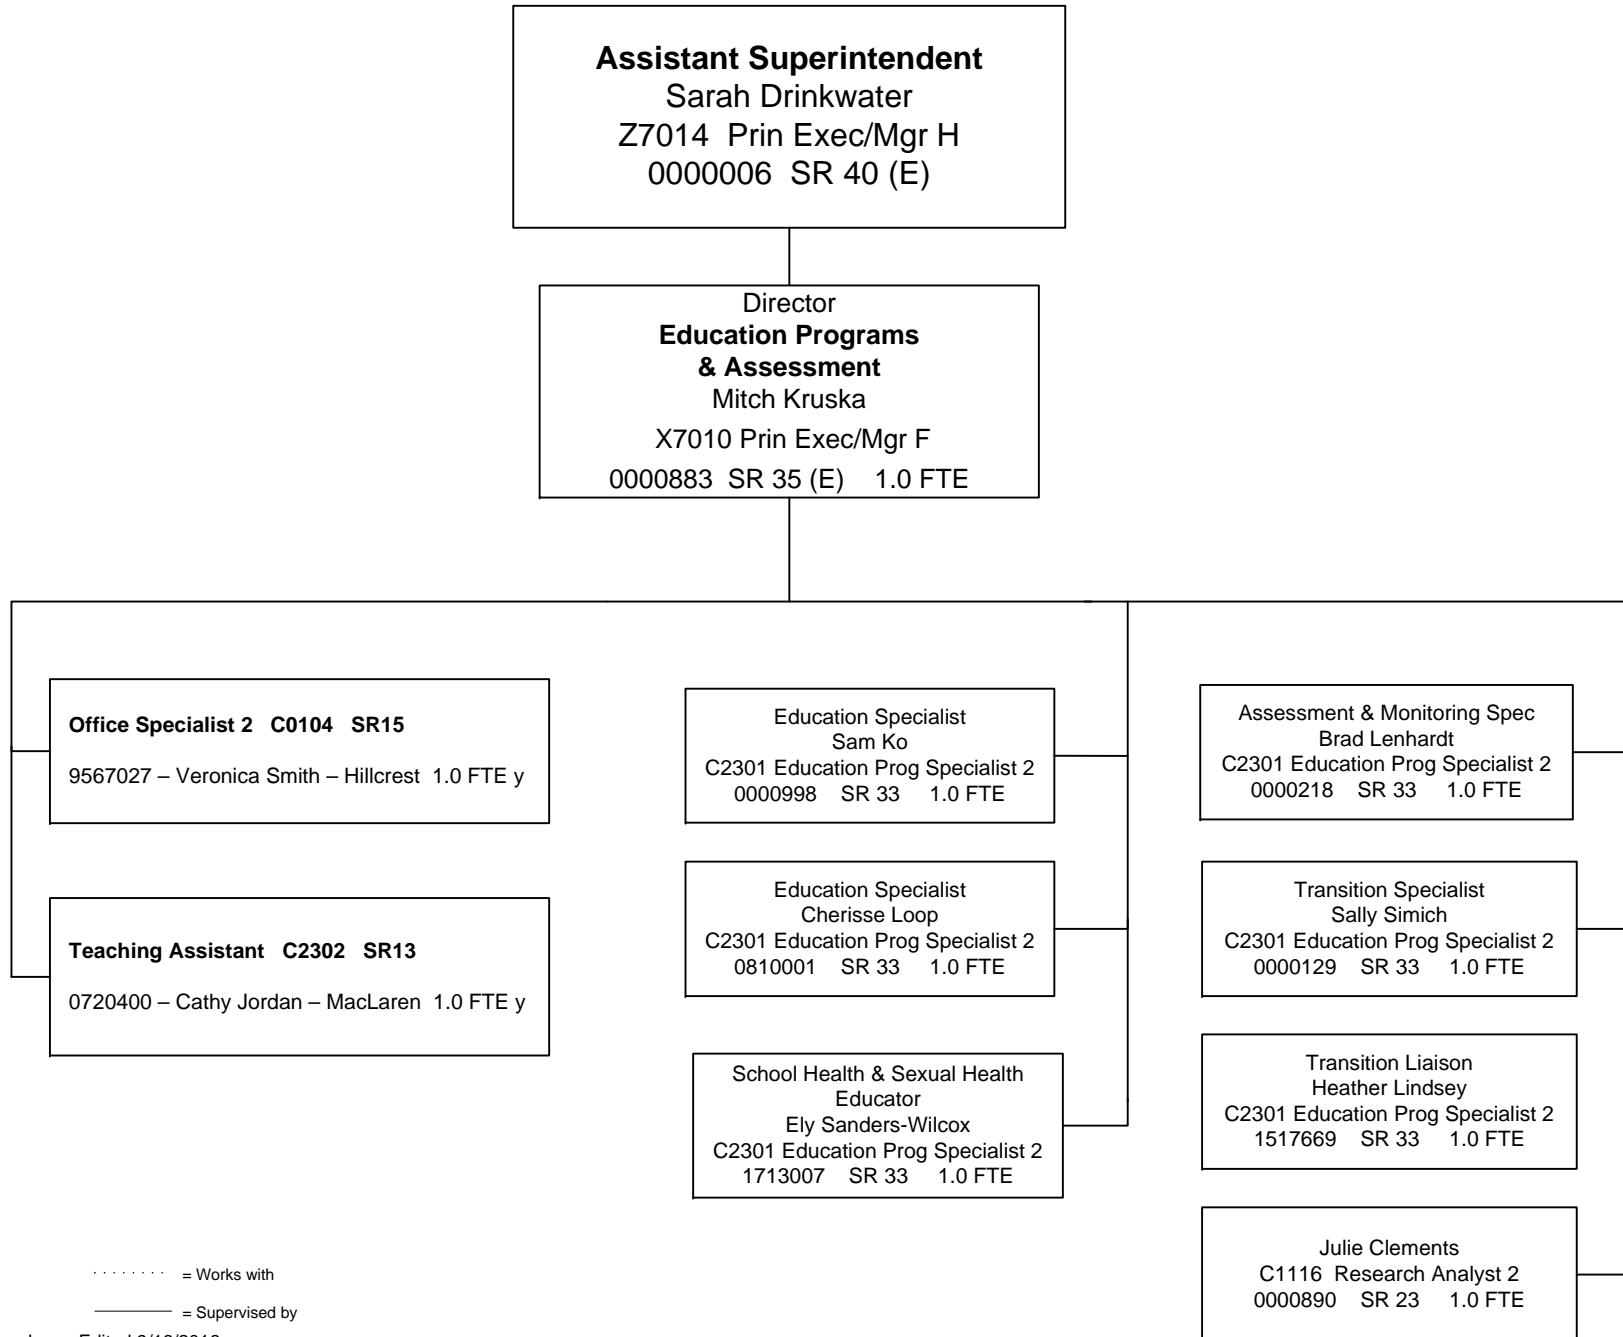 Assistant Superintendent
Sarah Drinkwater
Z7014 Prin Exec/Mgr H
0000006 SR 40 (E)
Director
Education Programs
& Assessment
Mitch Kruska
X7010 Prin Exec/Mgr F
0000883 SR 35 (E) 1.0 FTE
Office Specialist 2 C0104 SR15
9567027 – Veronica Smith – Hillcrest 1.0 FTE y
Teaching Assistant C2302 SR13
0720400 – Cathy Jordan – MacLaren 1.0 FTE y
Education Specialist
Sam Ko
C2301 Education Prog Specialist 2
0000998 SR 33 1.0 FTE
Education Specialist
Cherisse Loop
C2301 Education Prog Specialist 2
0810001 SR 33 1.0 FTE
School Health & Sexual Health
Educator
Ely Sanders-Wilcox
C2301 Education Prog Specialist 2
1713007 SR 33 1.0 FTE
Assessment & Monitoring Spec
Brad Lenhardt
C2301 Education Prog Specialist 2
0000218 SR 33 1.0 FTE
Transition Specialist
Sally Simich
C2301 Education Prog Specialist 2
0000129 SR 33 1.0 FTE
Transition Liaison
Heather Lindsey
C2301 Education Prog Specialist 2
1517669 SR 33 1.0 FTE
Julie Clements
C1116 Research Analyst 2
0000890 SR 23 1.0 FTE
= Works with
= Supervised by